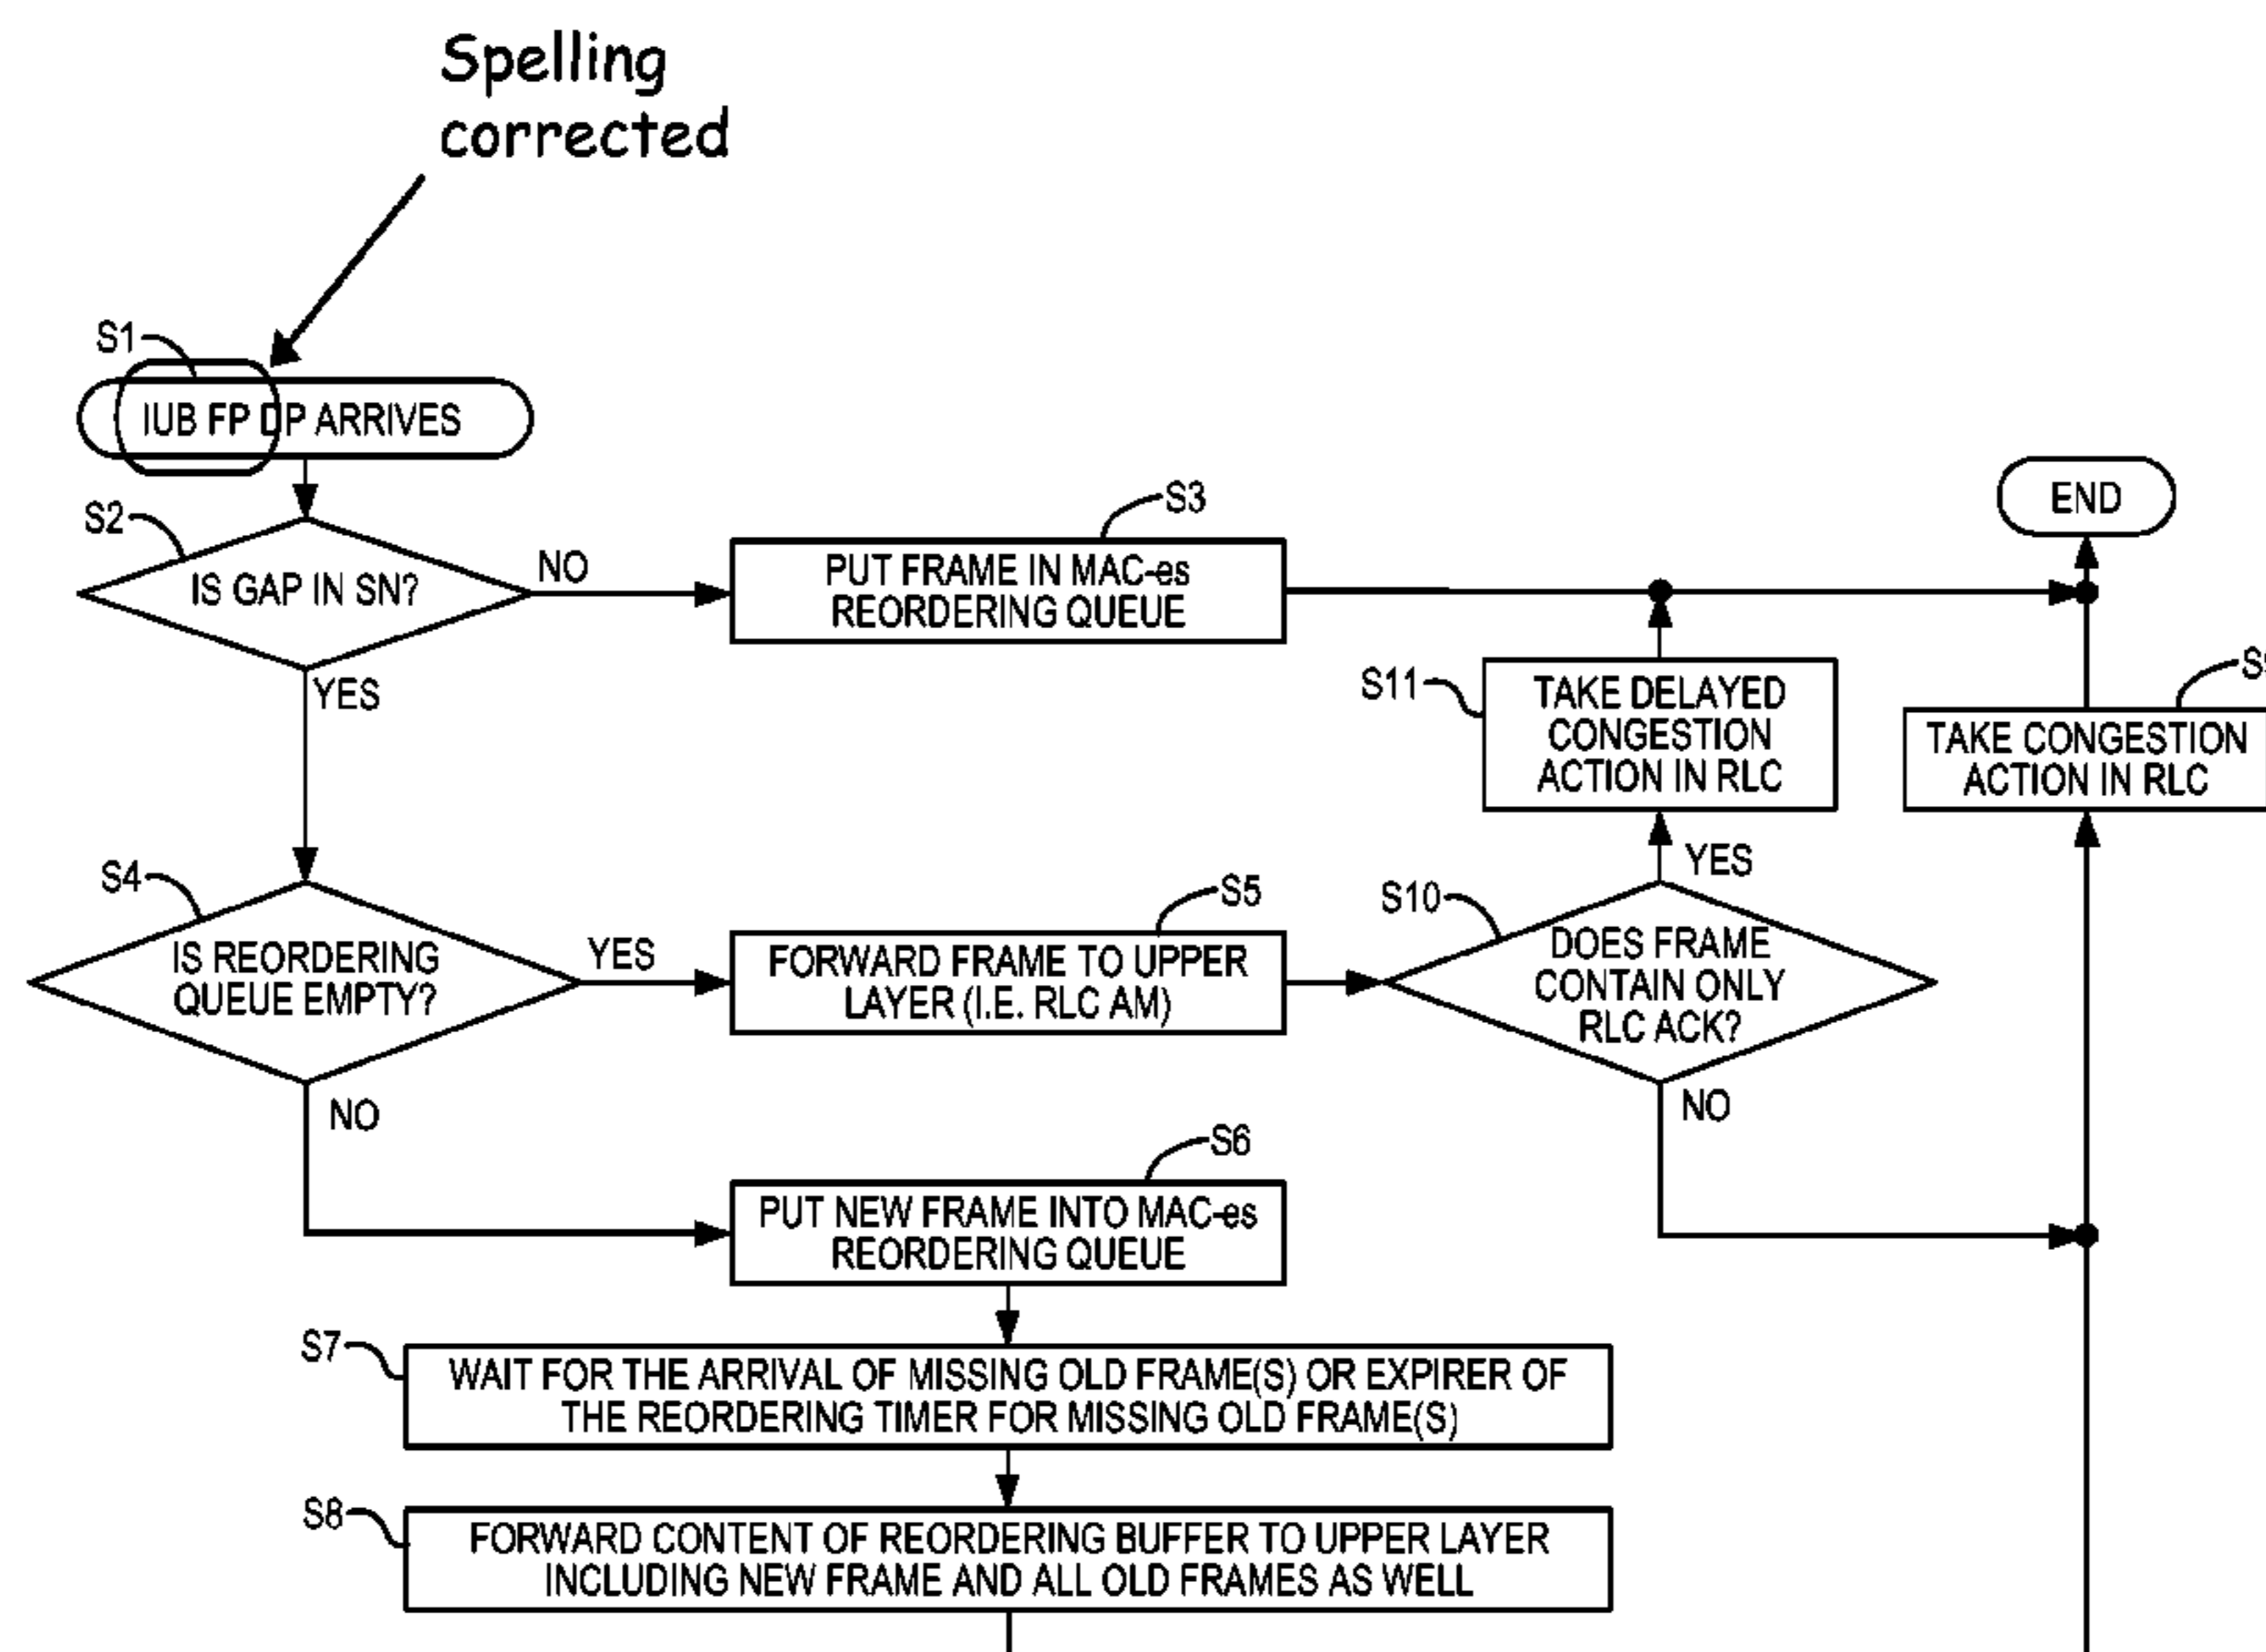 Spelling
corrected
S1
IUB FP DP ARRIVES
S2
IS GAP IN SN?
NO
YES
S3
PUT FRAME IN MAC-es
REORDERING QUEUE
END
S11
TAKE DELAYED
CONGESTION
ACTION IN RLC
TAKE CONGESTION
ACTION IN RLC
S4
IS REORDERING
QUEUE EMPTY?
YES
NO
S5
FORWARD FRAME TO UPPER
LAYER (I.E. RLC AM)
S10
YES
DOES FRAME
CONTAIN ONLY
RLC ACK?
NO
S6
PUT NEW FRAME INTO MAC-es
REORDERING QUEUE
S7
WAIT FOR THE ARRIVAL OF MISSING OLD FRAME(S) OR EXPIRER OF
THE REORDERING TIMER FOR MISSING OLD FRAME(S)
S8
FORWARD CONTENT OF REORDERING BUFFER TO UPPER LAYER
INCLUDING NEW FRAME AND ALL OLD FRAMES AS WELL